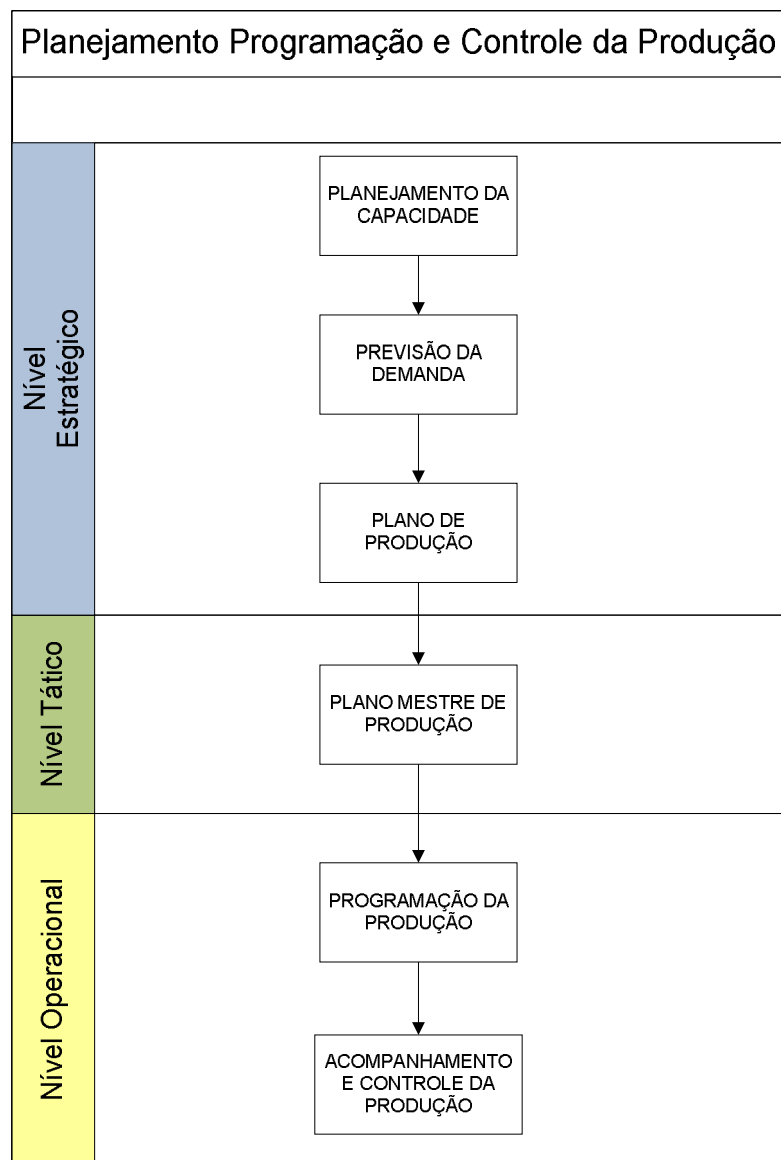 Planejamento Programação e Controle da Produção
Nível
Estratégico
PLANEJAMENTO DA
CAPACIDADE
PREVISÃO DA
DEMANDA
PLANO DE
PRODUÇÃO
Nível Tático
PLANO MESTRE DE
PRODUÇÃO
Nível Operacional
PROGRAMAÇÃO DA
PRODUÇÃO
ACOMPANHAMENTO
E CONTROLE DA
PRODUÇÃO